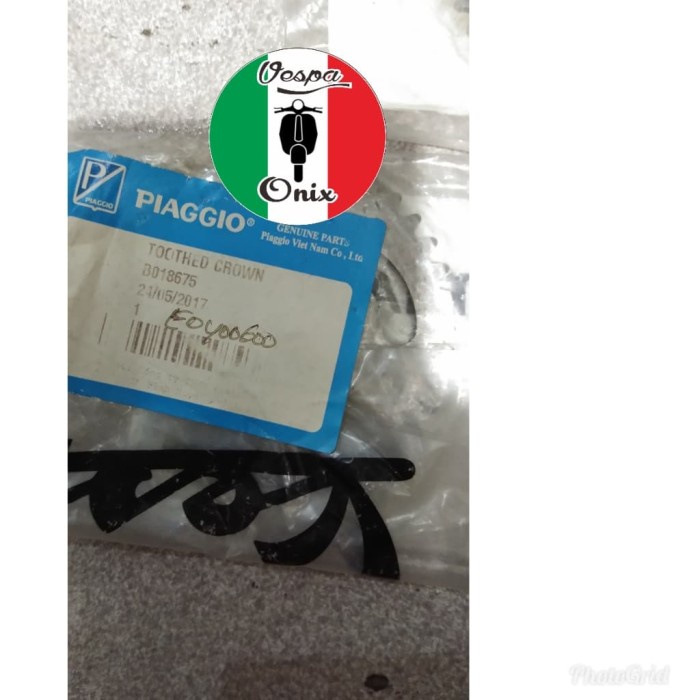 Vespa
Onix
PIAGGIO
PIAGGIO®
GENUINE PARTS
Piaggio Viet Nam Co., Ltd
TOOTHED CROWN
B018675
24/05/2017
1
PhotoGrid